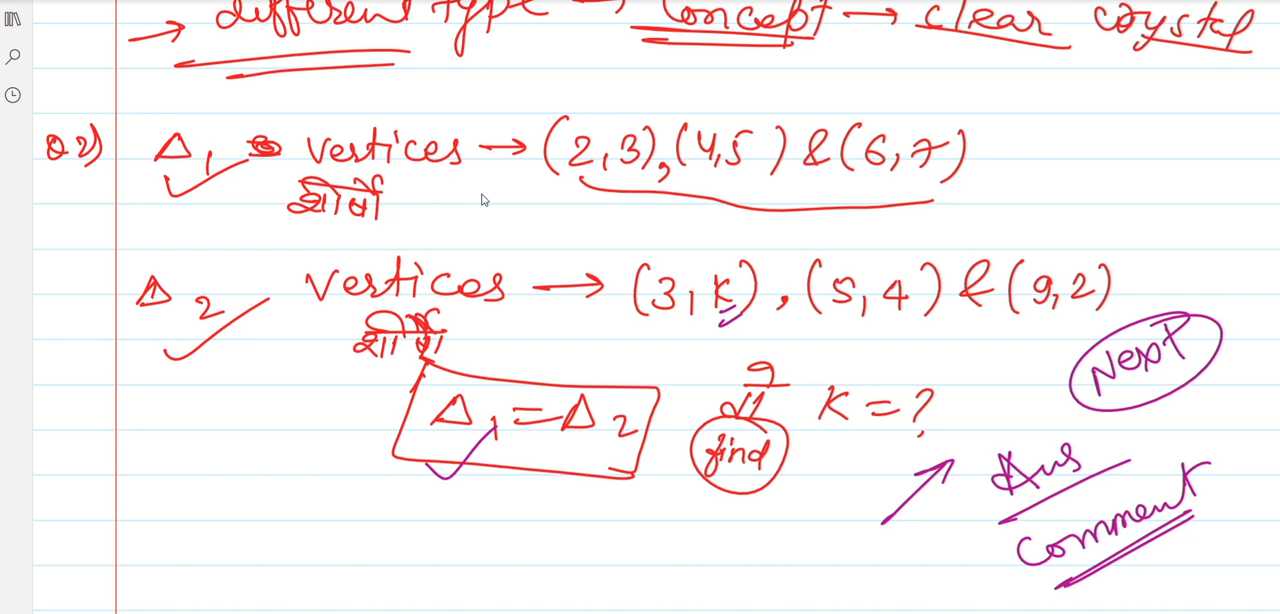 → different type → concept → clear crystal
Q2) Δ1 vertices → (2,3), (4,5) & (6,7)
शीर्ष
Δ2 vertices → (3, K), (5, 4) & (9,2)
शीर्ष
Next
Δ1 = Δ2 तो K = ?
find
Ans
Comment